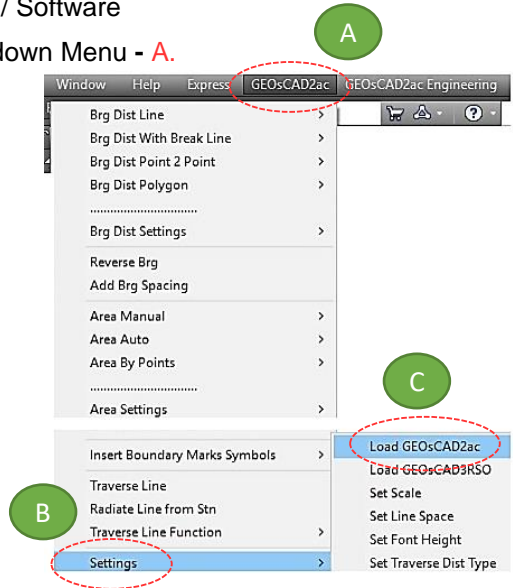 / Software
down Menu - A.
A
Window Help Express GEOsCAD2ac GEOsCAD2ac Engineering
Brg Dist Line
Brg Dist With Break Line
Brg Dist Point 2 Point
Brg Dist Polygon
................................
Brg Dist Settings
Reverse Brg
Add Brg Spacing
Area Manual
Area Auto
Area By Points
................................
Area Settings
C
Insert Boundary Marks Symbols
Load GEOsCAD2ac
Load GEOsCAD3RSO
Traverse Line
Set Scale
B
Radiate Line from Stn
Set Line Space
Traverse Line Function
Set Font Height
Settings
Set Traverse Dist Type